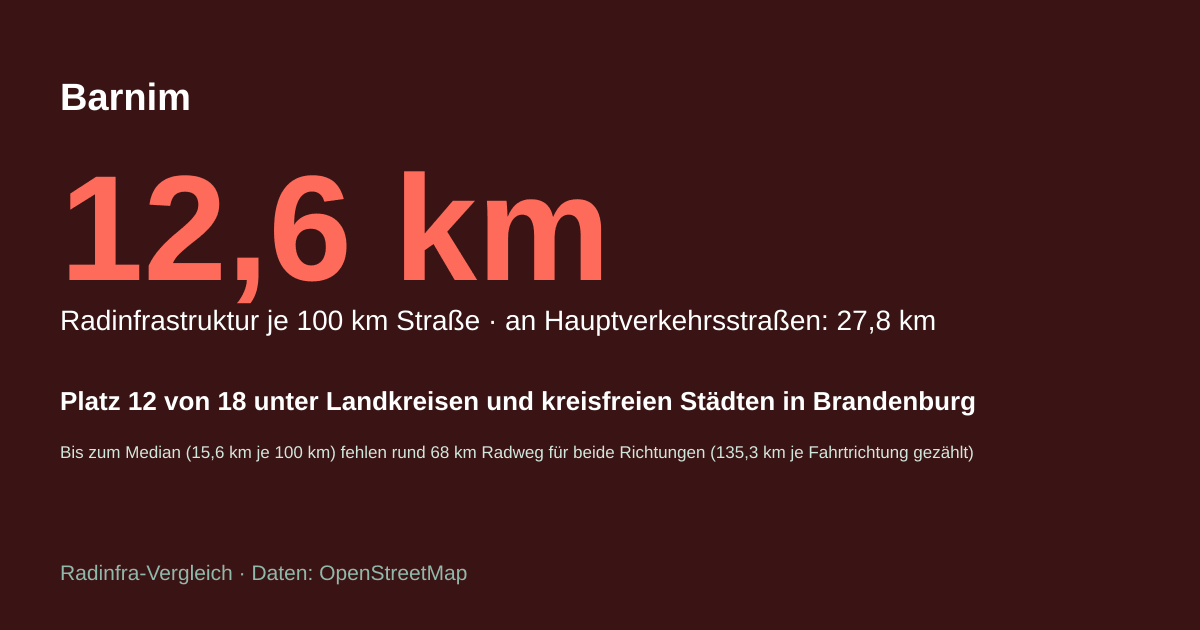 Barnim
12,6 km
Radinfrastruktur je 100 km Straße · an Hauptverkehrsstraßen: 27,8 km
Platz 12 von 18 unter Landkreisen und kreisfreien Städten in Brandenburg
Bis zum Median (15,6 km je 100 km) fehlen rund 68 km Radweg für beide Richtungen (135,3 km je Fahrtrichtung gezählt)
Radinfra-Vergleich · Daten: OpenStreetMap